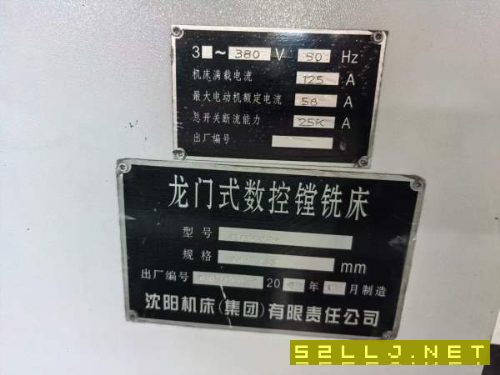 3 ~ 380 V 50 Hz
机床满载电流 125 A
最大电动机额定电流 58 A
总开关断流能力 25K A
出厂编号
龙门式数控镗铣床
型号
规格 mm
出厂编号 20 年 月制造
沈阳机床(集团)有限责任公司
52LLJ.NET